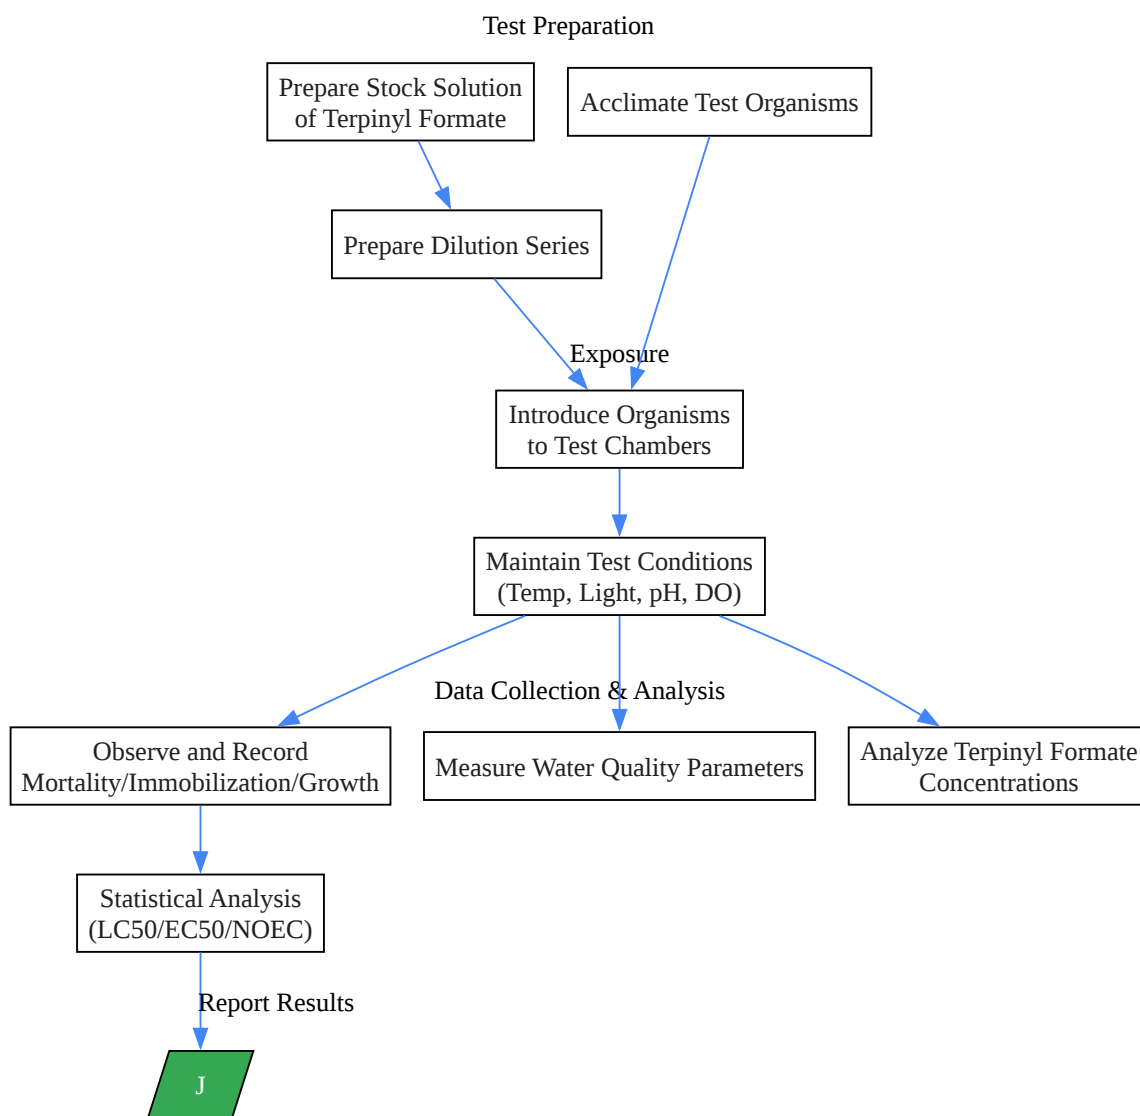 Test Preparation
Prepare Stock Solution
of Terpinyl Formate
Acclimate Test Organisms
Prepare Dilution Series
Exposure
Introduce Organisms
to Test Chambers
Maintain Test Conditions
(Temp, Light, pH, DO)
Data Collection & Analysis
Observe and Record
Mortality/Immobilization/Growth
Measure Water Quality Parameters
Analyze Terpinyl Formate
Concentrations
Statistical Analysis
(LC50/EC50/NOEC)
Report Results
J